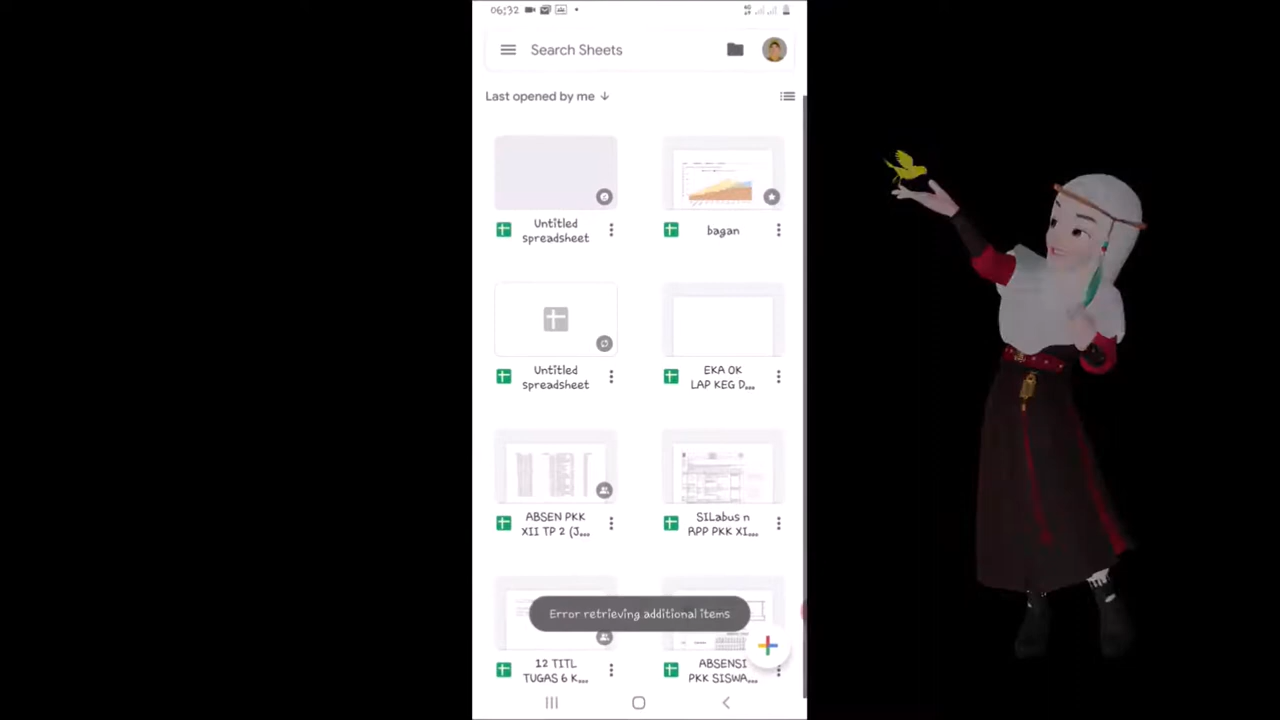 06:32
4G
Search Sheets
Last opened by me
Untitled
spreadsheet
bagan
Untitled
spreadsheet
EKA OK
LAP KEG D...
ABSEN PKK
XII TP 2 (J...
SILabus n
RPP PKK XI...
Error retrieving additional items
12 TITL
TUGAS 6 K...
ABSENSI
PKK SISWA...